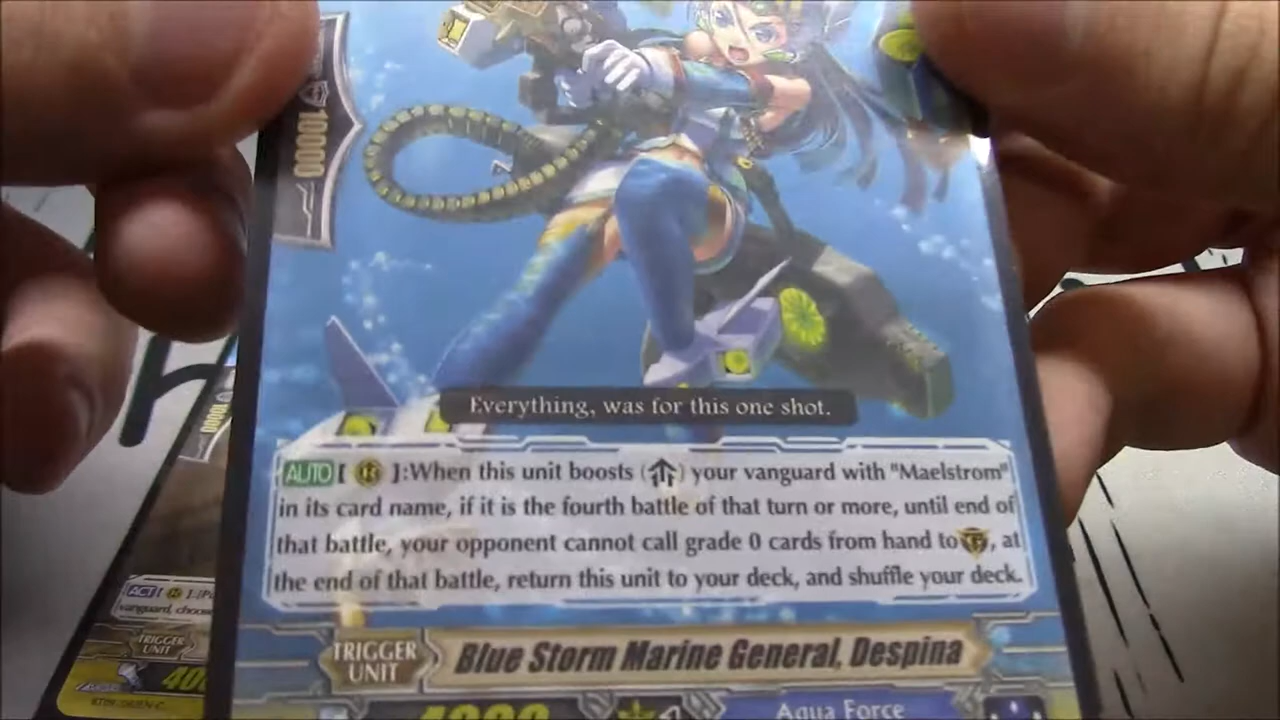 10000
Everything, was for this one shot.
AUTO [ R ]:When this unit boosts ( ) your vanguard with "Maelstrom"
in its card name, if it is the fourth battle of that turn or more, until end of
that battle, your opponent cannot call grade 0 cards from hand to G, at
the end of that battle, return this unit to your deck, and shuffle your deck.
TRIGGER
UNIT
Blue Storm Marine General, Despina
4000
Aqua Force
10000
ACT [ R ]:
vanguard, choose
TRIGGER
UNIT